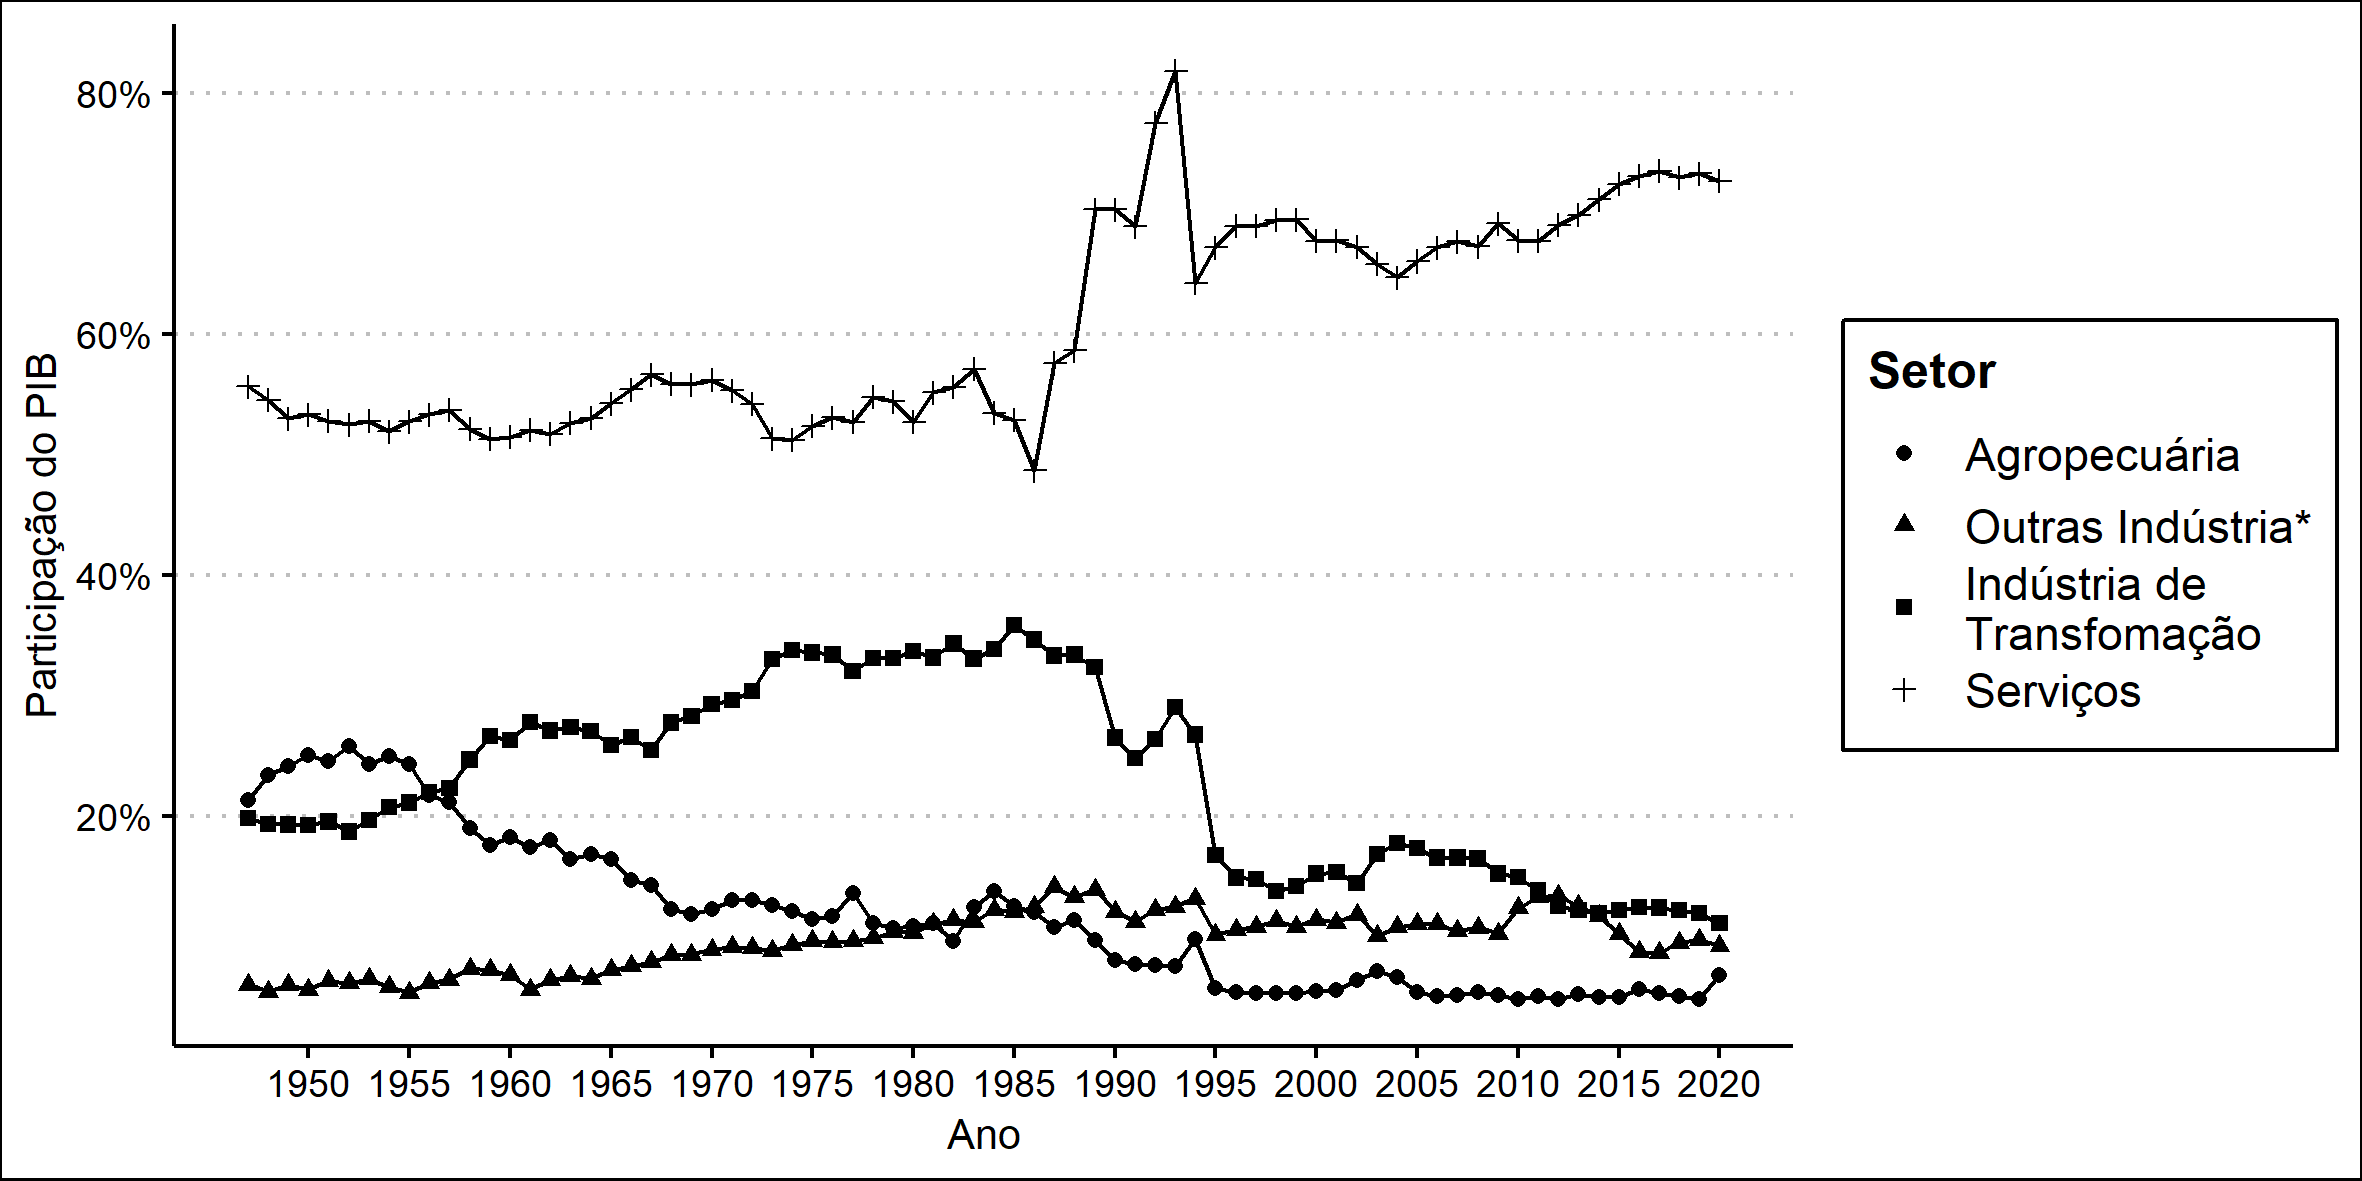 80%
60%
40%
20%
Participação do PIB
1950 1955 1960 1965 1970 1975 1980 1985 1990 1995 2000 2005 2010 2015 2020
Ano
Setor
Agropecuária
Outras Indústria*
Indústria de
Transfomação
Serviços